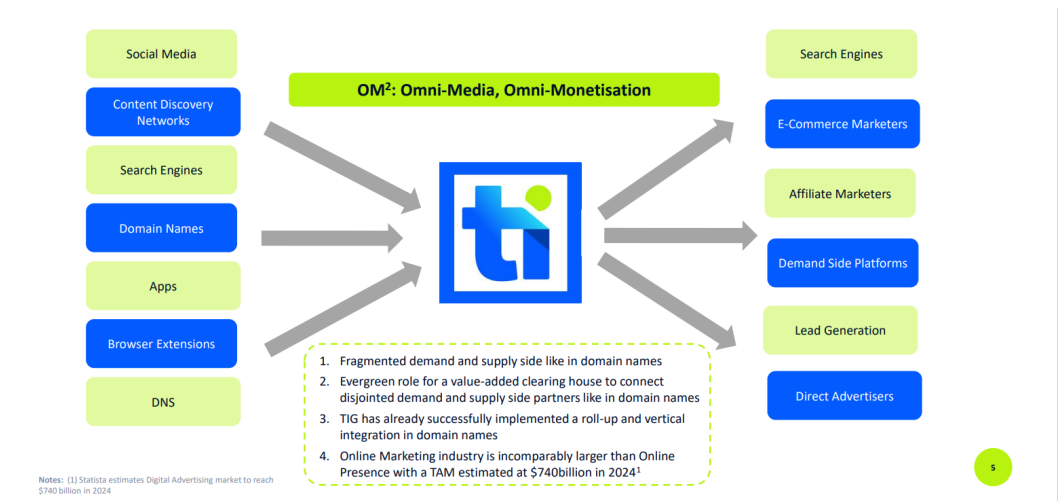 Social Media
Content Discovery
Networks
Search Engines
Domain Names
Apps
Browser Extensions
DNS
OM²: Omni-Media, Omni-Monetisation
ti
1. Fragmented demand and supply side like in domain names
2. Evergreen role for a value-added clearing house to connect
disjointed demand and supply side partners like in domain names
3. TIG has already successfully implemented a roll-up and vertical
integration in domain names
4. Online Marketing industry is incomparably larger than Online
Presence with a TAM estimated at $740billion in 2024¹
Search Engines
E-Commerce Marketers
Affiliate Marketers
Demand Side Platforms
Lead Generation
Direct Advertisers
Notes: (1) Statista estimates Digital Advertising market to reach
$740 billion in 2024
5